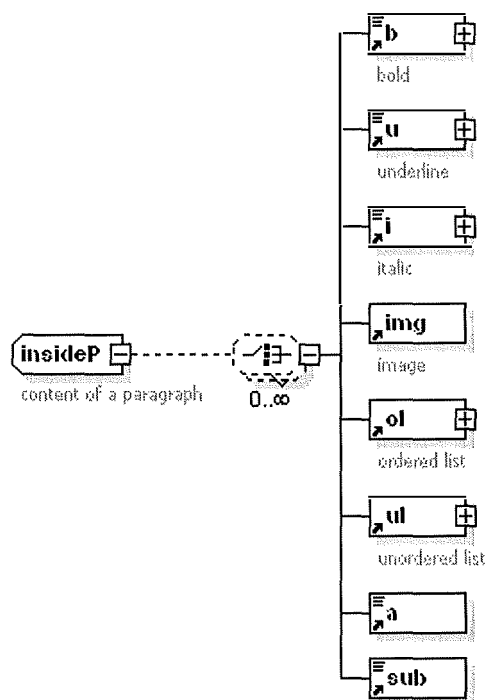 b
bold
u
underline
i
italic
img
image
insideP
content of a paragraph
0..∞
ol
ordered list
ul
unordered list
a
sub